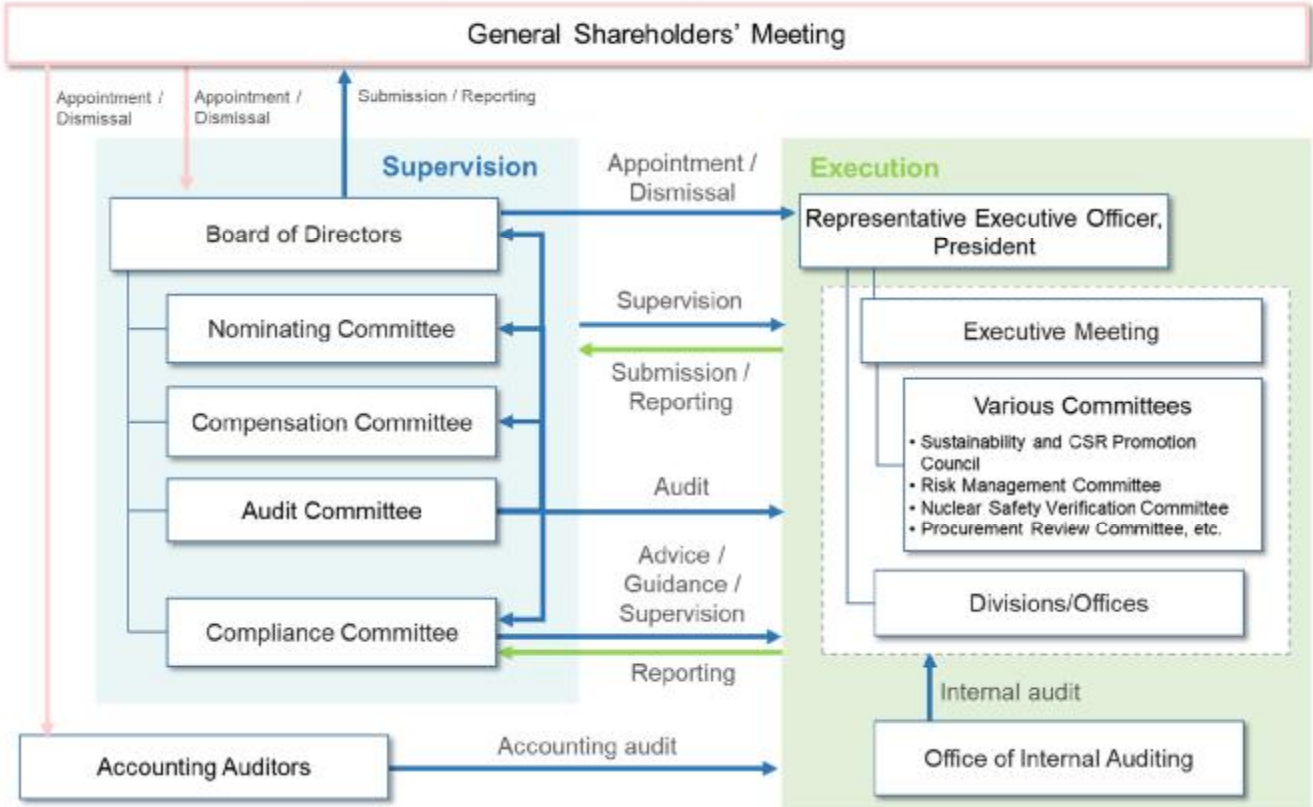 General Shareholders' Meeting
Appointment /
Dismissal
Appointment /
Dismissal
Submission / Reporting
Supervision
Appointment /
Dismissal
Execution
Board of Directors
Representative Executive Officer,
President
Nominating Committee
Supervision
Executive Meeting
Submission /
Reporting
Compensation Committee
Various Committees
• Sustainability and CSR Promotion
Council
• Risk Management Committee
• Nuclear Safety Verification Committee
• Procurement Review Committee, etc.
Audit Committee
Audit
Advice /
Guidance /
Supervision
Divisions/Offices
Compliance Committee
Reporting
Internal audit
Accounting Auditors
Accounting audit
Office of Internal Auditing